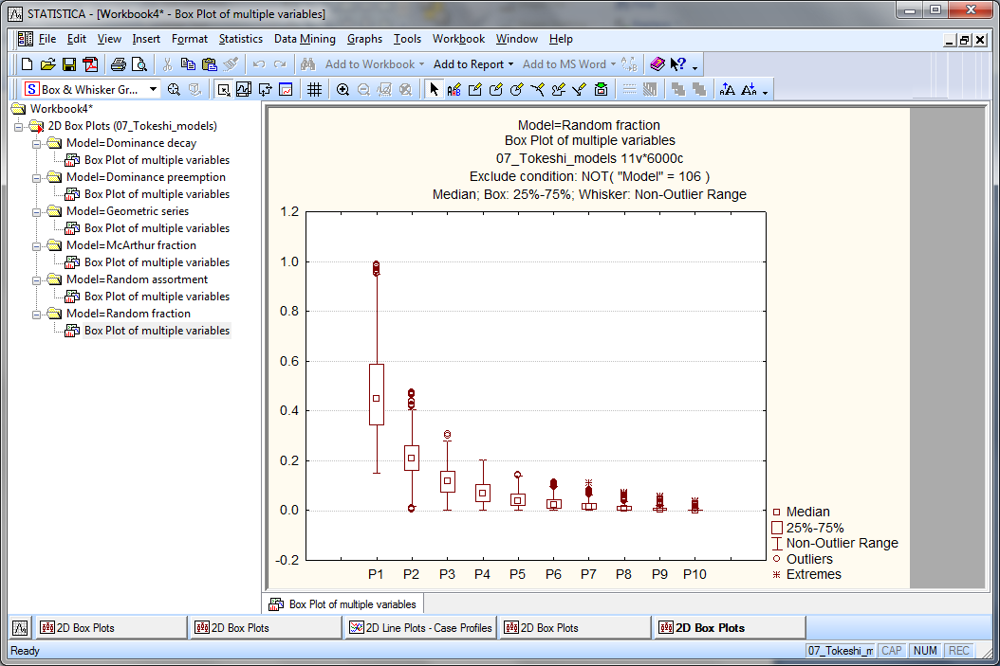 STATISTICA - [Workbook4* - Box Plot of multiple variables]
File Edit View Insert Format Statistics Data Mining Graphs Tools Workbook Window Help
Add to Workbook Add to Report Add to MS Word
S Box & Whisker Gr...
Workbook4*
2D Box Plots (07_Tokeshi_models)
Model=Dominance decay
Box Plot of multiple variables
Model=Dominance preemption
Box Plot of multiple variables
Model=Geometric series
Box Plot of multiple variables
Model=McArthur fraction
Box Plot of multiple variables
Model=Random assortment
Box Plot of multiple variables
Model=Random fraction
Box Plot of multiple variables
Model=Random fraction
Box Plot of multiple variables
07_Tokeshi_models 11v*6000c
Exclude condition: NOT( "Model" = 106 )
Median; Box: 25%-75%; Whisker: Non-Outlier Range
1.2
1.0
0.8
0.6
0.4
0.2
0.0
-0.2
P1 P2 P3 P4 P5 P6 P7 P8 P9 P10
Median
25%-75%
Non-Outlier Range
Outliers
Extremes
Box Plot of multiple variables
2D Box Plots
2D Box Plots
2D Line Plots - Case Profiles
2D Box Plots
2D Box Plots
Ready
07_Tokeshi_m CAP NUM REC